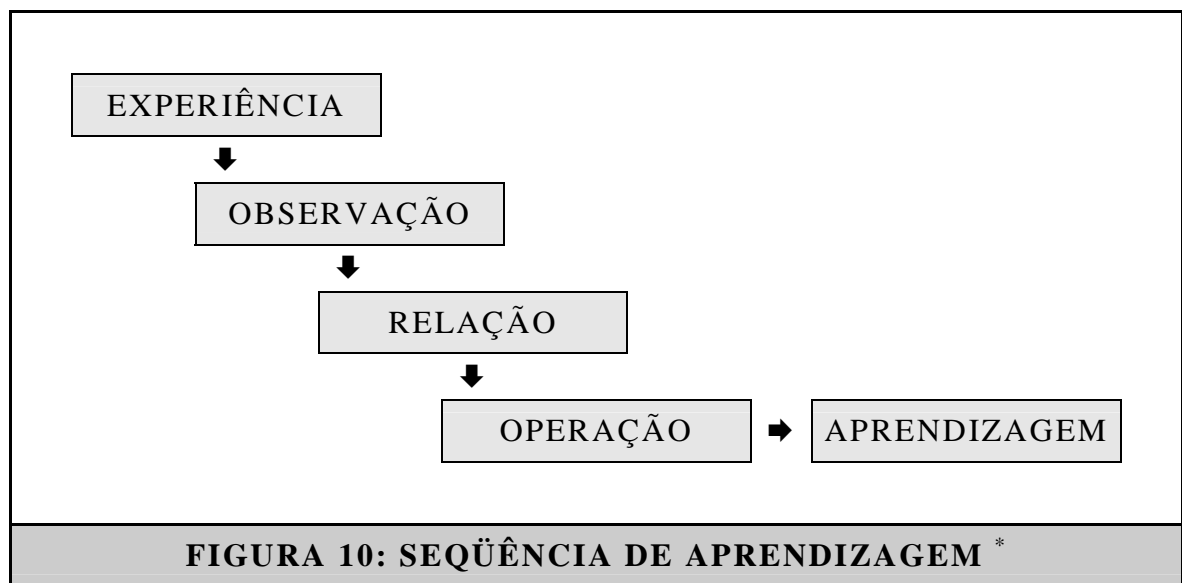 EXPERIÊNCIA
OBSERVAÇÃO
RELAÇÃO
OPERAÇÃO
APRENDIZAGEM
FIGURA 10: SEQÜÊNCIA DE APRENDIZAGEM *